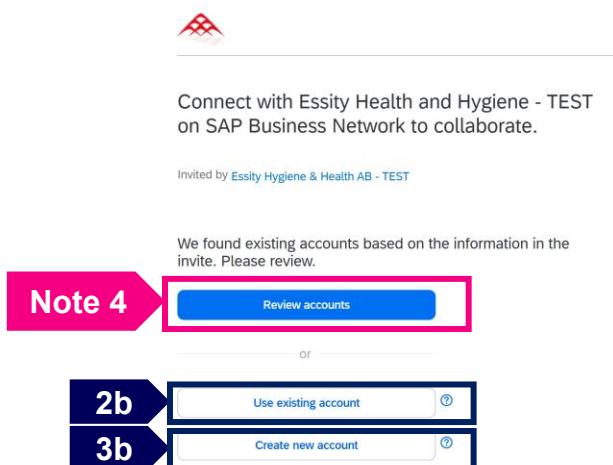 Connect with Essity Health and Hygiene - TEST
on SAP Business Network to collaborate.
Invited by Essity Hygiene & Health AB - TEST
We found existing accounts based on the information in the
invite. Please review.
Note 4
Review accounts
or
2b
Use existing account
?
3b
Create new account
?